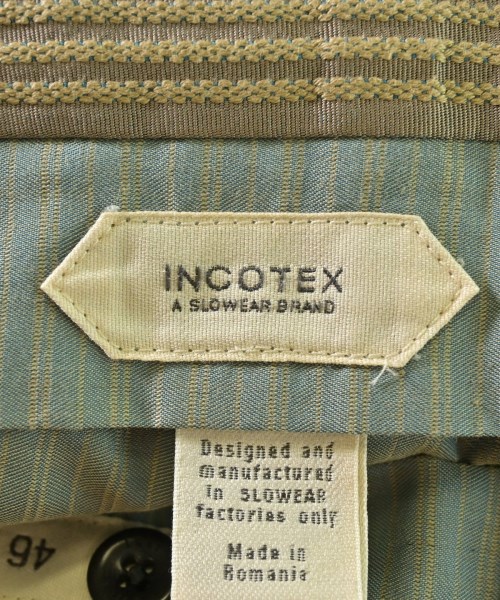 INCOTEX
A SLOWEAR BRAND
Designed and
manufactured
in SLOWEAR
factories only
Made in
Romania
46